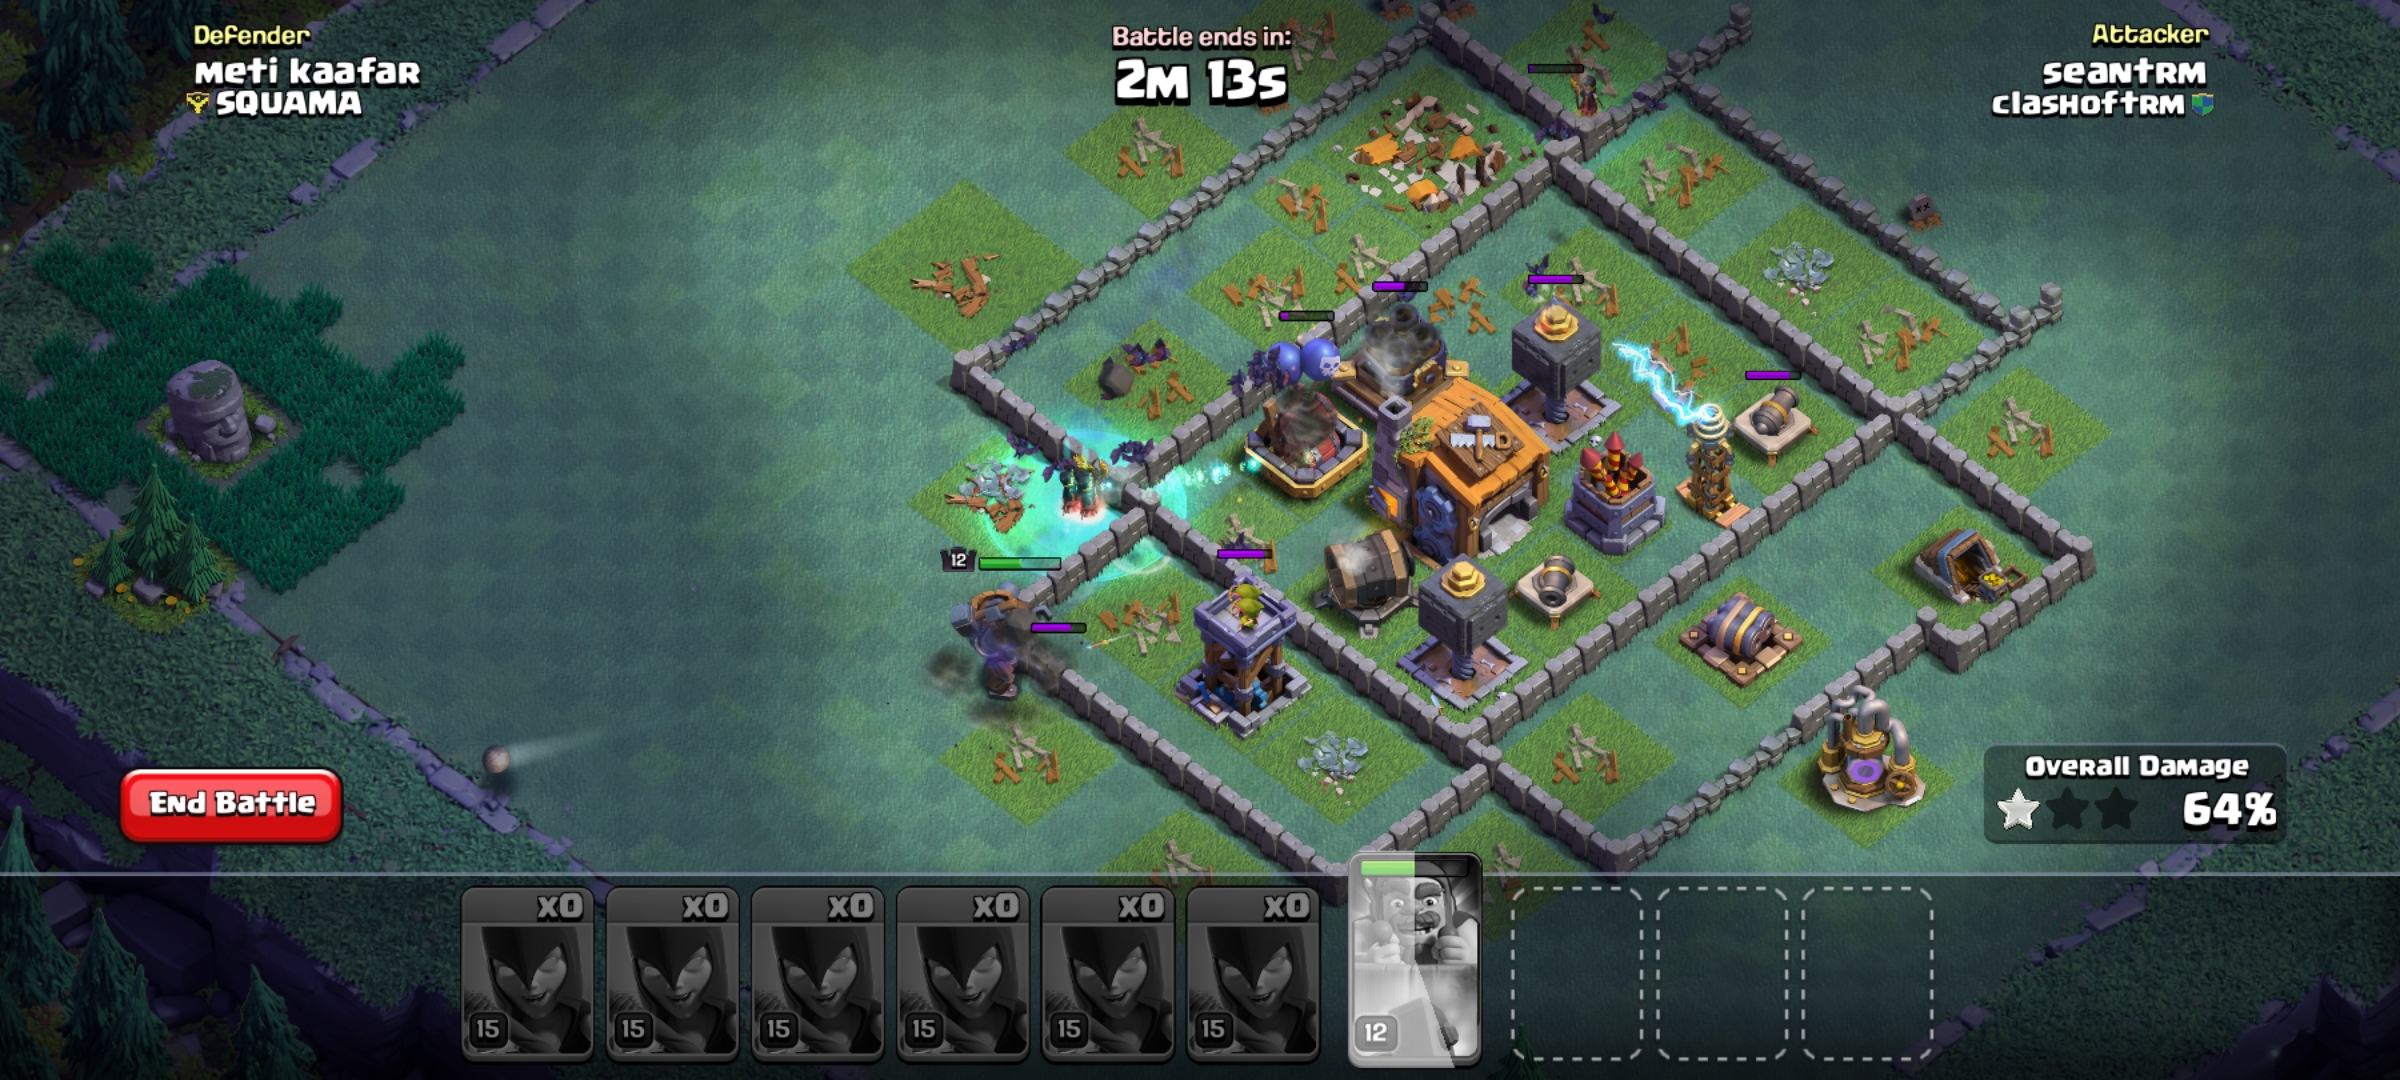 Defender
Meti kaafar
SQUAMA
Battle ends in:
2M 13s
Attacker
seantrm
clashoftrm
12
End Battle
Overall Damage
64%
x0
x0
x0
x0
x0
x0
15
15
15
15
15
15
12